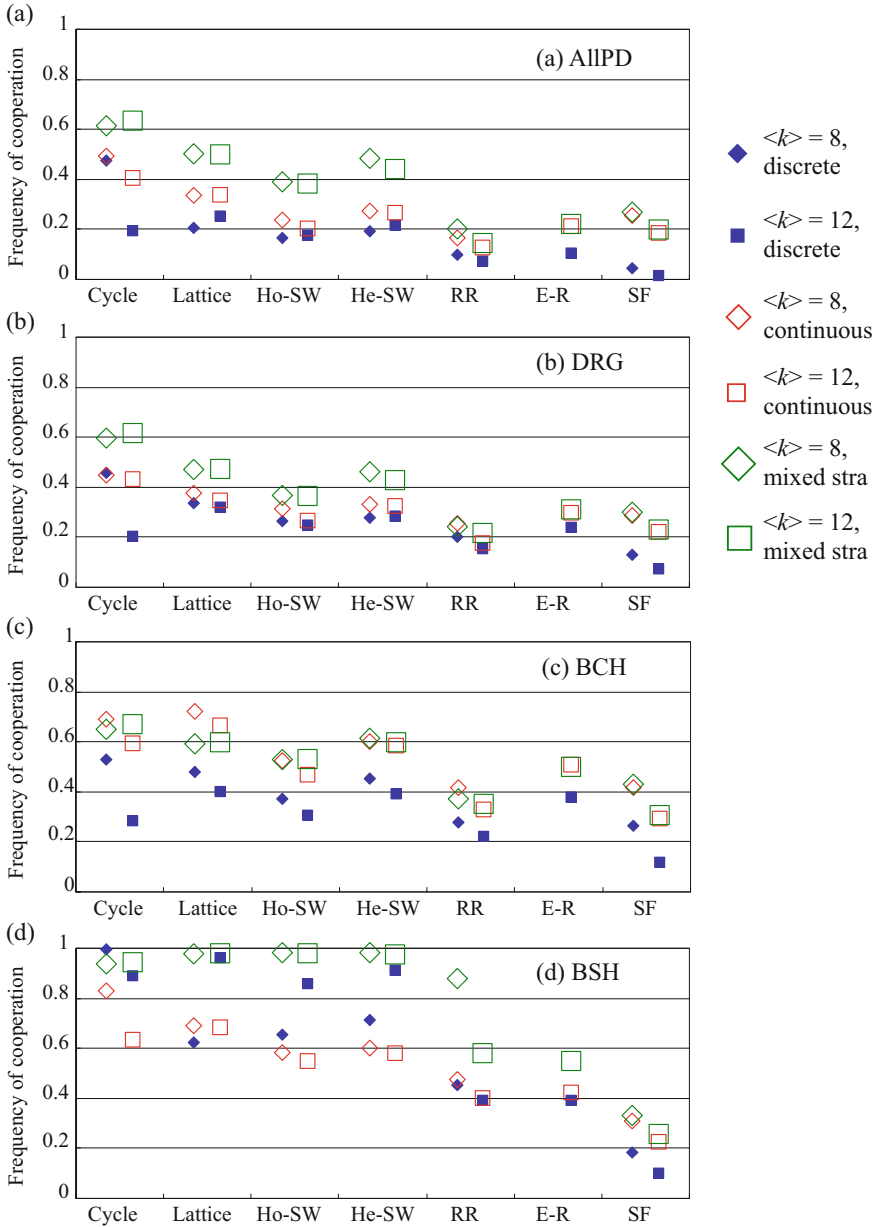 (a)
1
(a) AllPD
0.8
0.6
0.4
0.2
0
Frequency of cooperation
Cycle Lattice Ho-SW He-SW RR E-R SF
(b)
1
(b) DRG
0.8
0.6
0.4
0.2
0
Frequency of cooperation
Cycle Lattice Ho-SW He-SW RR E-R SF
(c)
1
(c) BCH
0.8
0.6
0.4
0.2
0
Frequency of cooperation
Cycle Lattice Ho-SW He-SW RR E-R SF
(d)
1
(d) BSH
0.8
0.6
0.4
0.2
0
Frequency of cooperation
Cycle Lattice Ho-SW He-SW RR E-R SF
<k> = 8,
discrete
<k> = 12,
discrete
<k> = 8,
continuous
<k> = 12,
continuous
<k> = 8,
mixed stra
<k> = 12,
mixed stra